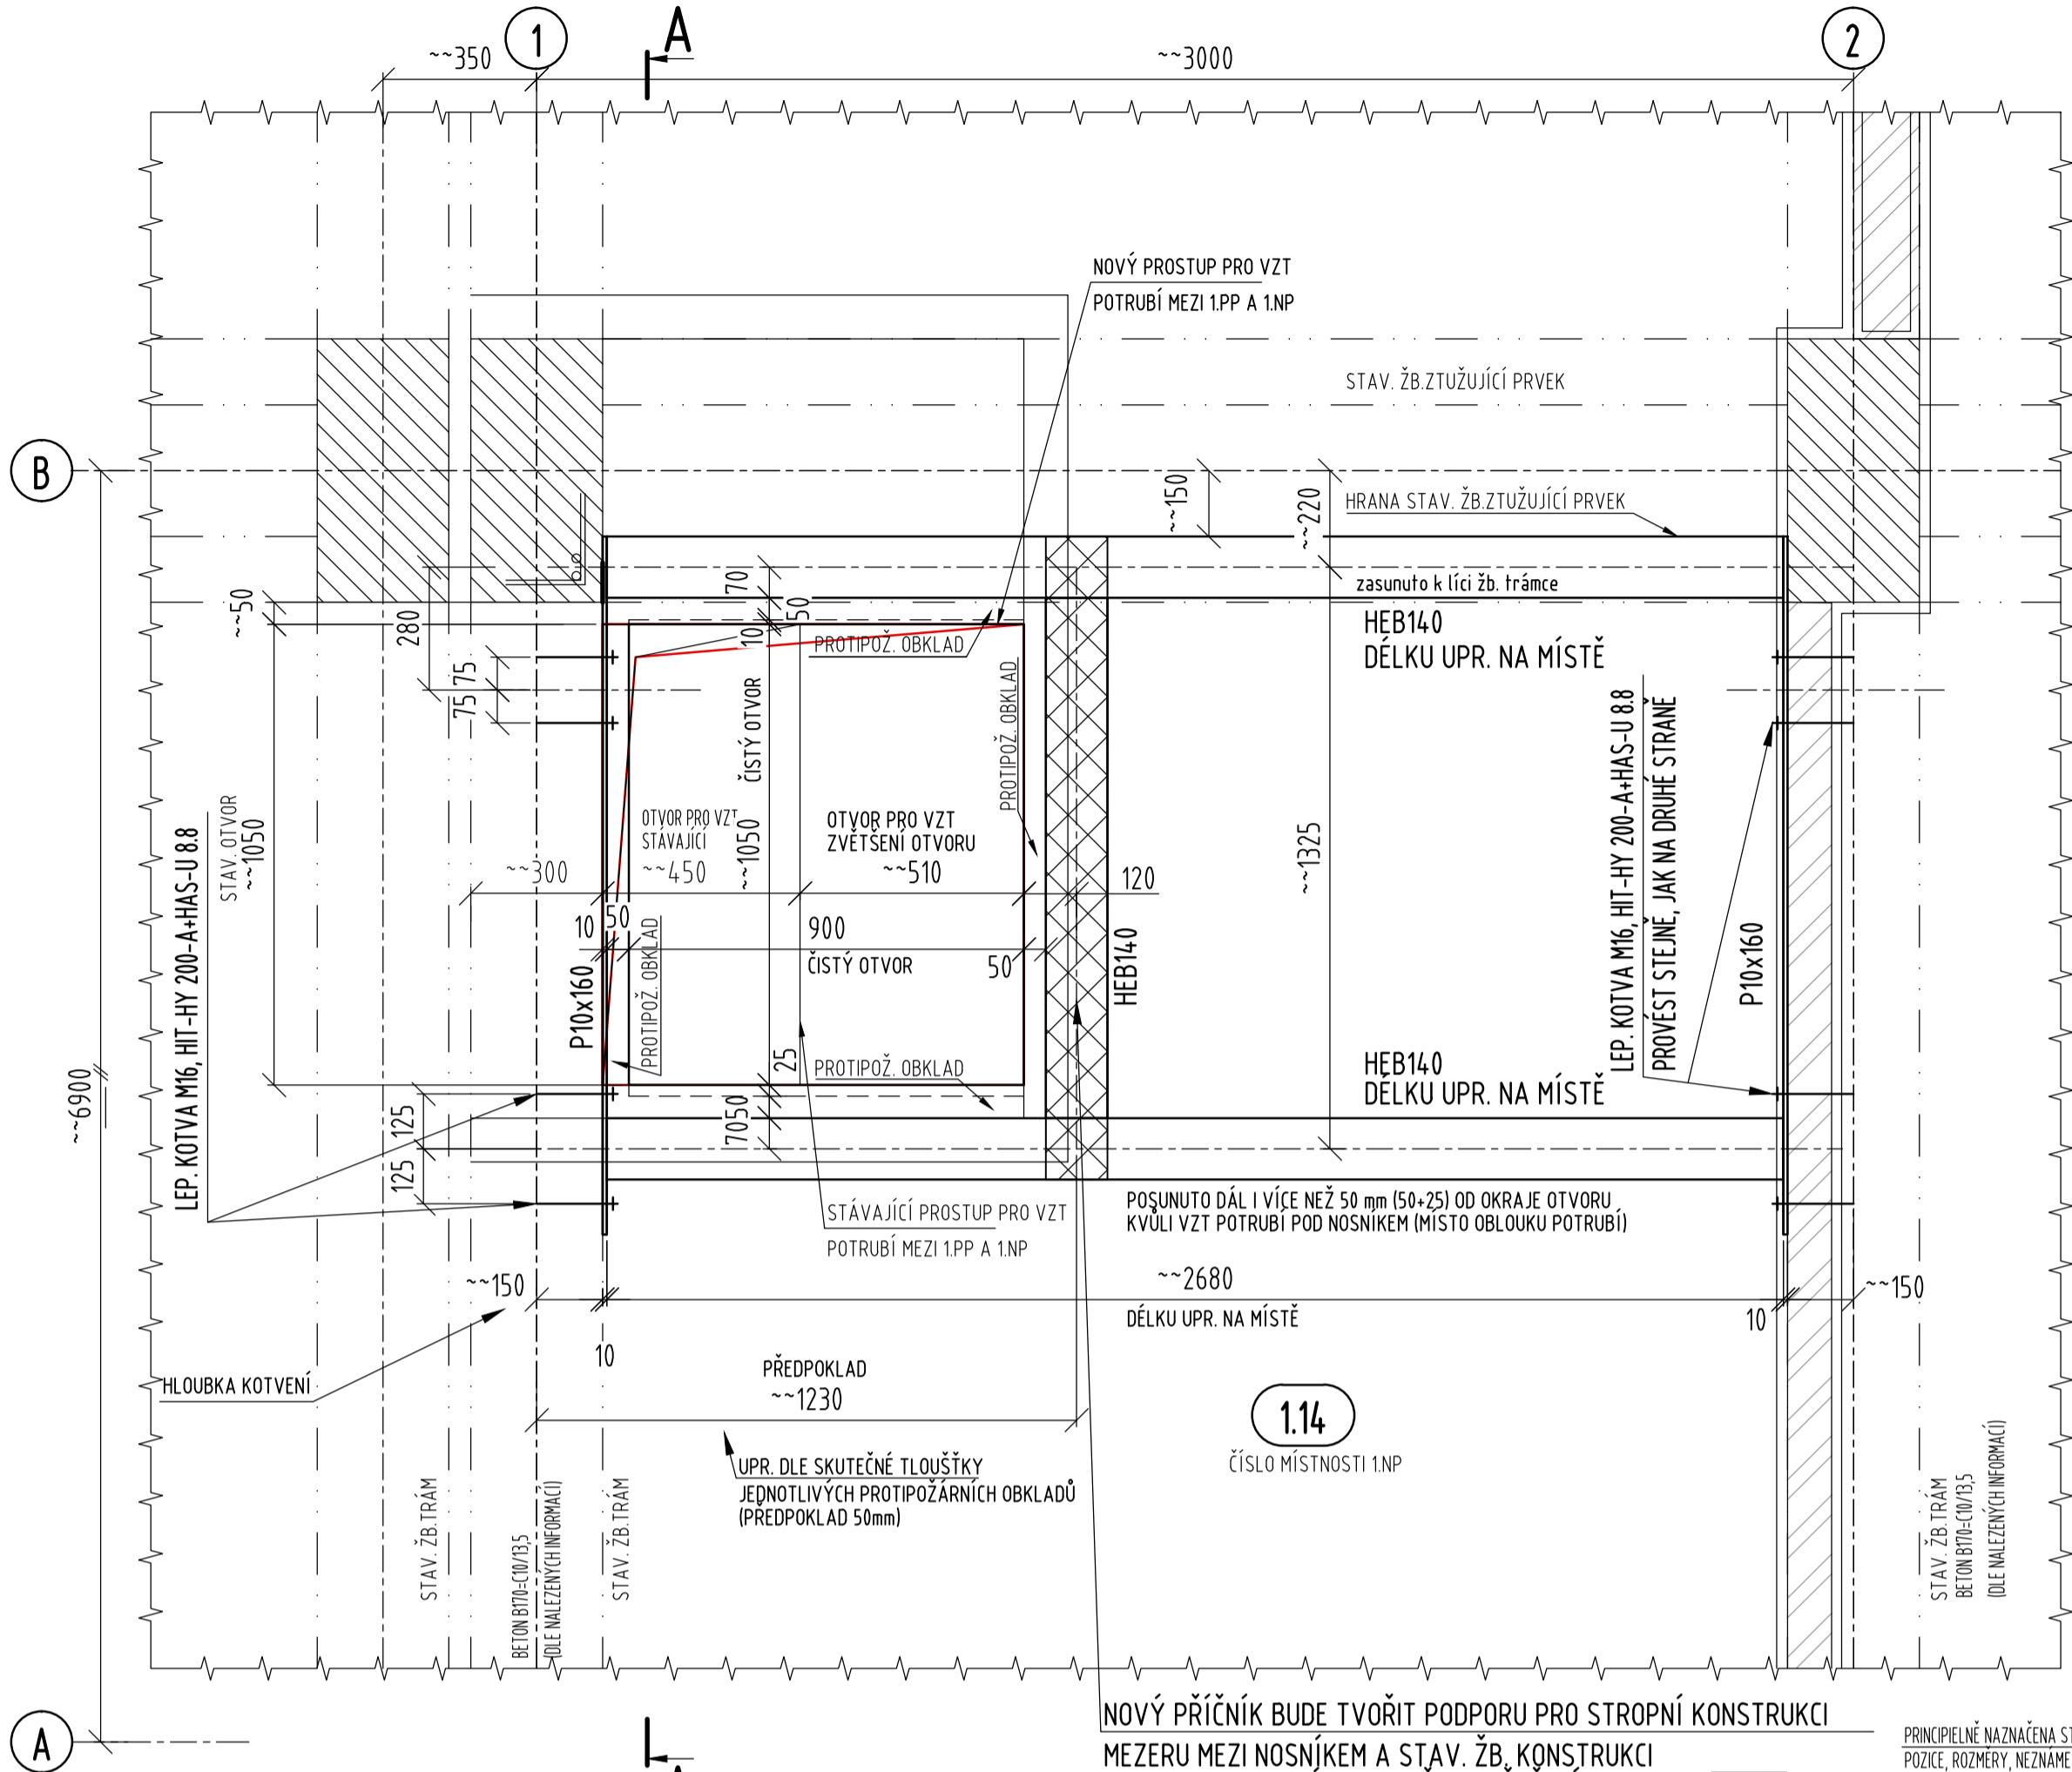 1
A
2
~~350
~~3000
NOVÝ PROSTUP PRO VZT
POTRUBÍ MEZI 1.PP A 1.NP
STAV. ŽB.ZTUŽUJÍCÍ PRVEK
B
~~150
~~220
HRANA STAV. ŽB.ZTUŽUJÍCÍ PRVEK
zasunuto k líci žb. trámce
HEB140
DÉLKU UPR. NA MÍSTĚ
~~50
280
75
75
70
50
10
PROTIPOŽ. OBKLAD
PROTIPOŽ. OBKLAD
ČISTÝ OTVOR
~~1050
OTVOR PRO VZT
STÁVAJÍCÍ
~~450
OTVOR PRO VZT
ZVĚTŠENÍ OTVORU
~~510
~~300
120
STAV. OTVOR
~~1050
LEP. KOTVA M16, HIT-HY 200-A+HAS-U 8.8
~~1325
LEP. KOTVA M16, HIT-HY 200-A+HAS-U 8.8
PROVÉST STEJNĚ, JAK NA DRUHÉ STRANĚ
P10x160
10
50
900
ČISTÝ OTVOR
50
HEB140
P10x160
PROTIPOŽ. OBKLAD
25
PROTIPOŽ. OBKLAD
HEB140
DÉLKU UPR. NA MÍSTĚ
~~6900
125
125
70
50
STÁVAJÍCÍ PROSTUP PRO VZT
POTRUBÍ MEZI 1.PP A 1.NP
POSUNUTO DÁL I VÍCE NEŽ 50 mm (50+25) OD OKRAJE OTVORU
KVŮLI VZT POTRUBÍ POD NOSNÍKEM (MÍSTO OBLOUKU POTRUBÍ)
~~150
~~2680
~~150
DÉLKU UPR. NA MÍSTĚ
10
10
HLOUBKA KOTVENÍ
PŘEDPOKLAD
~~1230
1.14
ČÍSLO MÍSTNOSTI 1.NP
UPR. DLE SKUTEČNÉ TLOUŠŤKY
JEDNOTLIVÝCH PROTIPOŽÁRNÍCH OBKLADŮ
(PŘEDPOKLAD 50mm)
STAV. ŽB.TRÁM
BETON B170=C10/13,5
(DLE NALEZENÝCH INFORMACÍ)
STAV. ŽB.TRÁM
STAV. ŽB.TRÁM
BETON B170=C10/13,5
(DLE NALEZENÝCH INFORMACÍ)
A
NOVÝ PŘÍČNÍK BUDE TVOŘIT PODPORU PRO STROPNÍ KONSTRUKCI
MEZERU MEZI NOSNÍKEM A STAV. ŽB. KONSTRUKCI
PRINCIPIELNĚ NAZNAČENA
POZICE, ROZMĚRY,